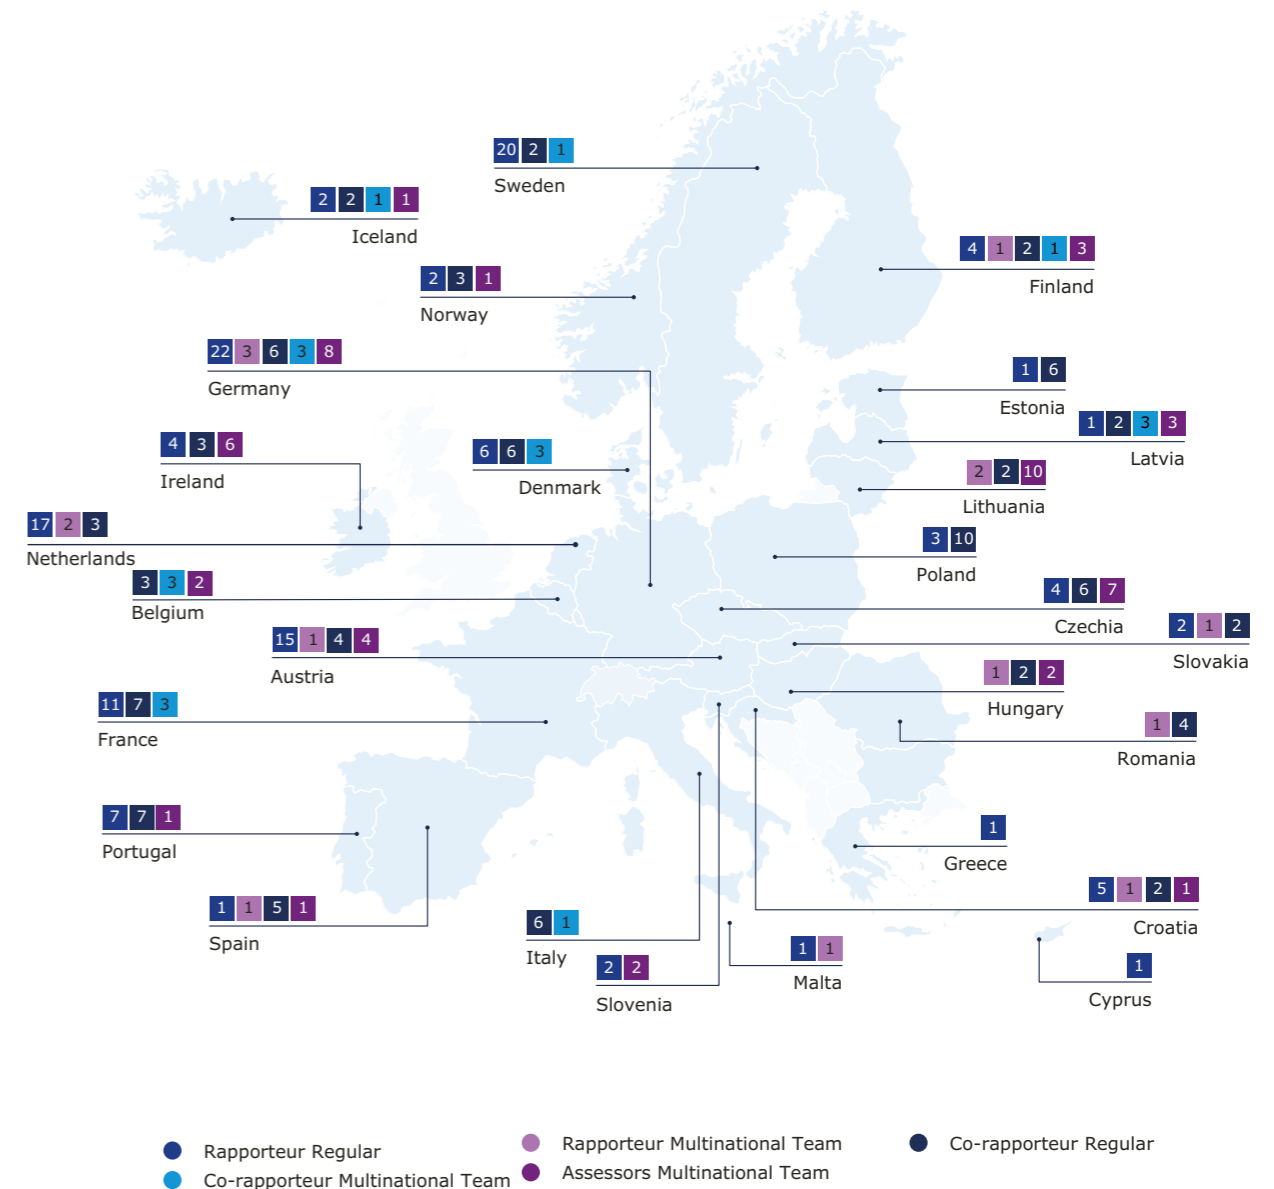 20 2 1
Sweden
2 2 1 1
Iceland
4 1 2 1 3
Finland
2 3 1
Norway
22 3 6 3 8
Germany
1 6
Estonia
1 2 3 3
Latvia
4 3 6
Ireland
6 6 3
Denmark
2 2 10
Lithuania
17 2 3
Netherlands
3 10
Poland
3 3 2
Belgium
4 6 7
Czechia
2 1 2
Slovakia
15 1 4 4
Austria
1 2 2
Hungary
11 7 3
France
1 4
Romania
7 7 1
Portugal
1
Greece
5 1 2 1
Croatia
1 1 5 1
Spain
6 1
Italy
1 1
Malta
2 2
Slovenia
1
Cyprus
Rapporteur Regular
Rapporteur Multinational Team
Co-rapporteur Regular
Co-rapporteur Multinational Team
Assessors Multinational Team